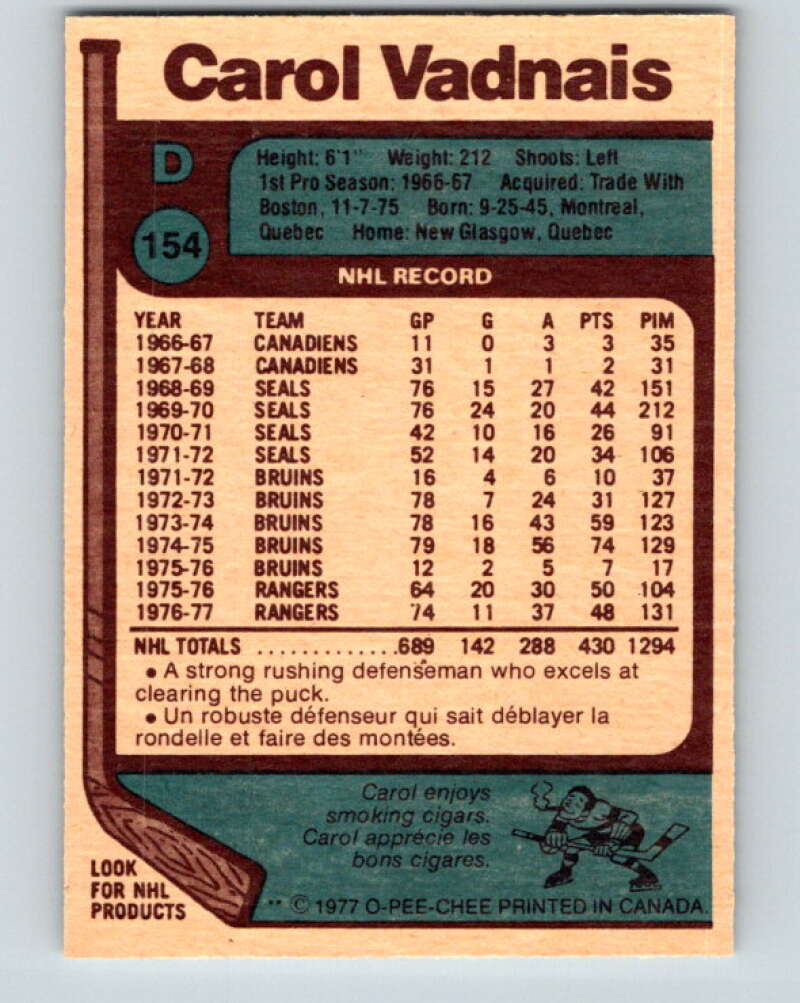 Carol Vadnais
D
154
Height: 6'1" Weight: 212 Shoots: Left
1st Pro Season: 1966-67 Acquired: Trade With
Boston, 11-7-75 Born: 9-25-45, Montreal,
Quebec Home: New Glasgow, Quebec
NHL RECORD
YEAR TEAM GP G A PTS PIM
1966-67 CANADIENS 11 0 3 3 35
1967-68 CANADIENS 31 1 1 2 31
1968-69 SEALS 76 15 27 42 151
1969-70 SEALS 76 24 20 44 212
1970-71 SEALS 42 10 16 26 91
1971-72 SEALS 52 14 20 34 106
1971-72 BRUINS 16 4 6 10 37
1972-73 BRUINS 78 7 24 31 127
1973-74 BRUINS 78 16 43 59 123
1974-75 BRUINS 79 18 56 74 129
1975-76 BRUINS 12 2 5 7 17
1975-76 RANGERS 64 20 30 50 104
1976-77 RANGERS 74 11 37 48 131
NHL TOTALS .............689 142 288 430 1294
• A strong rushing defenseman who excels at
clearing the puck.
• Un robuste défenseur qui sait déblayer la
rondelle et faire des montées.
Carol enjoys
smoking cigars.
Carol apprécie les
bons cigares.
LOOK
FOR NHL
PRODUCTS
** © 1977 O-PEE-CHEE PRINTED IN CANADA.